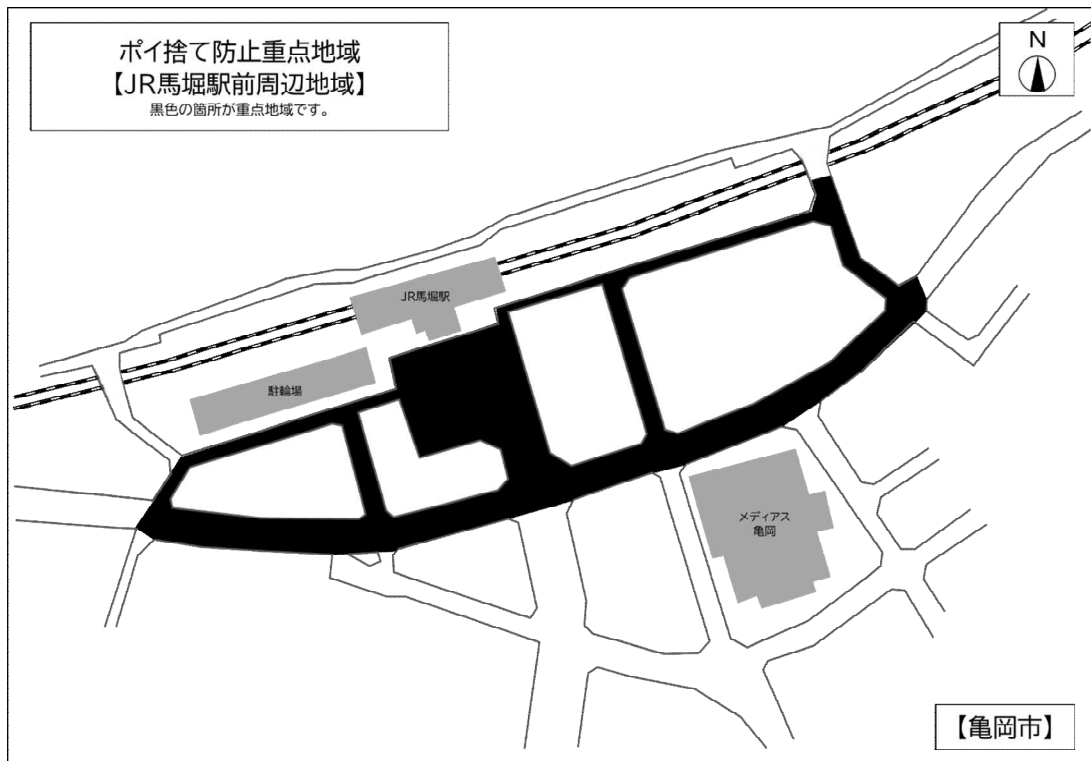 ポイ捨て防止重点地域
【JR馬堀駅前周辺地域】
黒色の箇所が重点地域です。
N
JR馬堀駅
駐輪場
メディアス
亀岡
【亀岡市】